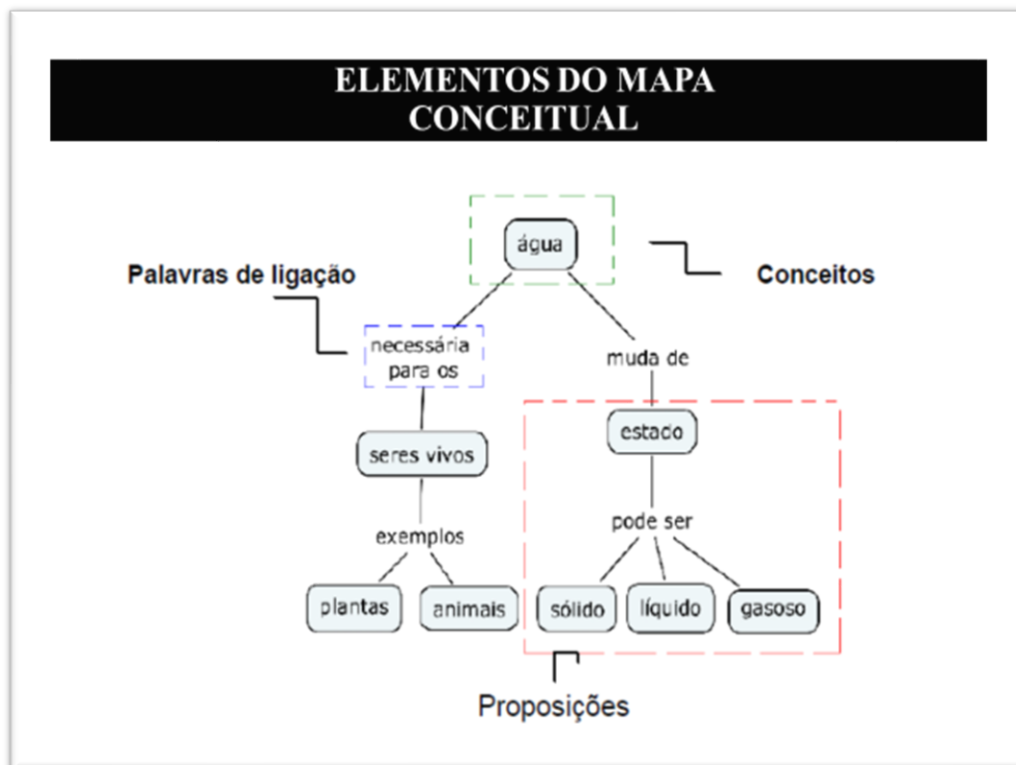 ELEMENTOS DO MAPA
CONCEITUAL
água
Palavras de ligação
Conceitos
necessária
para os
muda de
estado
seres vivos
pode ser
exemplos
plantas
animais
sólido
líquido
gasoso
Proposições